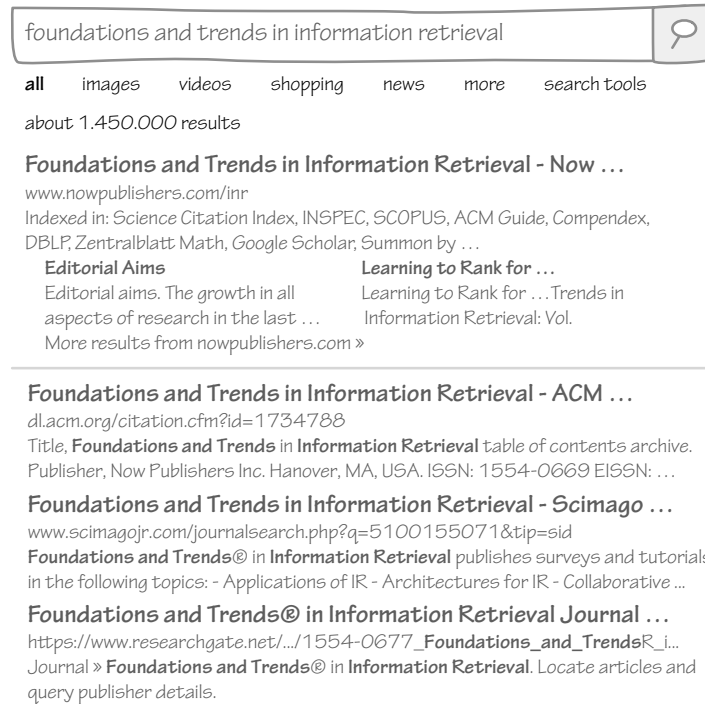 foundations and trends in information retrieval
all images videos shopping news more search tools
about 1.450.000 results
Foundations and Trends in Information Retrieval - Now ...
www.nowpublishers.com/inr
Indexed in: Science Citation Index, INSPEC, SCOPUS, ACM Guide, Compendex,
DBLP, Zentralblatt Math, Google Scholar, Summon by ...
Editorial Aims
Editorial aims. The growth in all
aspects of research in the last ...
Learning to Rank for ...
Learning to Rank for ...Trends in
Information Retrieval: Vol.
More results from nowpublishers.com »
Foundations and Trends in Information Retrieval - ACM ...
dl.acm.org/citation.cfm?id=1734788
Title, Foundations and Trends in Information Retrieval table of contents archive.
Publisher, Now Publishers Inc. Hanover, MA, USA. ISSN: 1554-0669 EISSN: ...
Foundations and Trends in Information Retrieval - Scimago ...
www.scimagojr.com/journalsearch.php?q=5100155071&tip=sid
Foundations and Trends® in Information Retrieval publishes surveys and tutorials
in the following topics: - Applications of IR - Architectures for IR - Collaborative ...
Foundations and Trends® in Information Retrieval Journal ...
https://www.researchgate.net/.../1554-0677_Foundations_and_TrendsR_i...
Journal » Foundations and Trends® in Information Retrieval. Locate articles and
query publisher details.